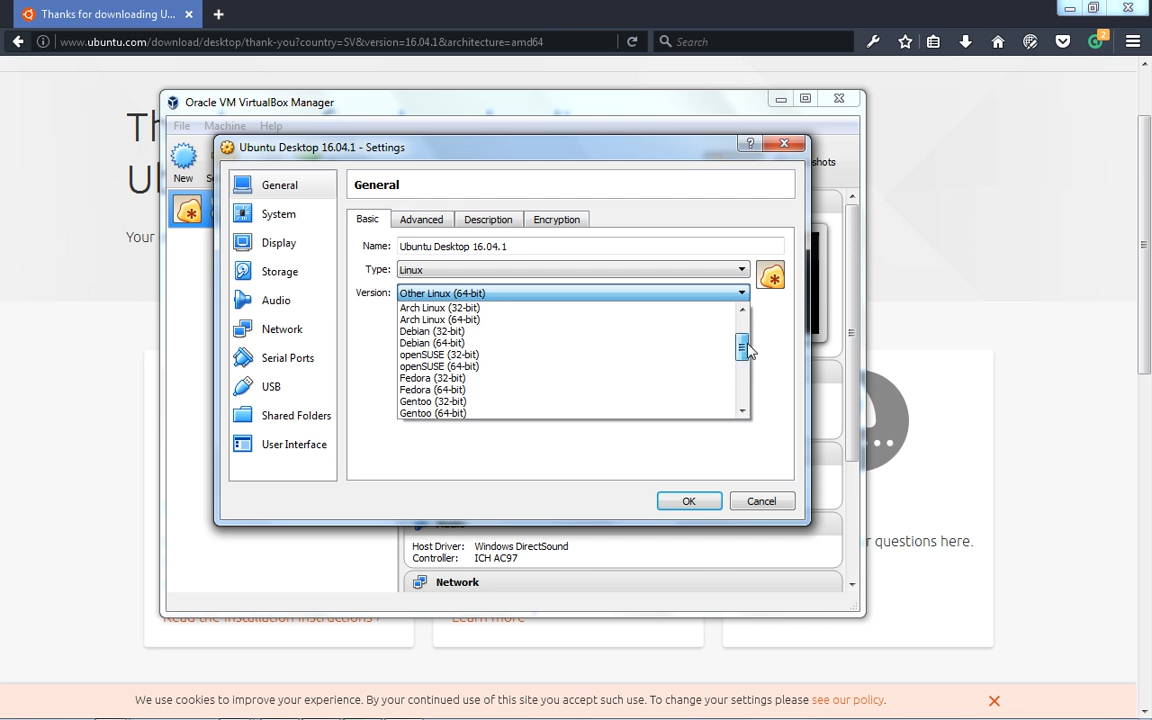 Thanks for downloading U...
www.ubuntu.com/download/desktop/thank-you?country=SV&version=16.04.1&architecture=amd64
Search
2
Oracle VM VirtualBox Manager
File Machine Help
Ubuntu Desktop 16.04.1 - Settings
New
General
General
System
Display
Storage
Audio
Network
Serial Ports
USB
Shared Folders
User Interface
Basic Advanced Description Encryption
Name: Ubuntu Desktop 16.04.1
Type: Linux
Version: Other Linux (64-bit)
Arch Linux (32-bit)
Arch Linux (64-bit)
Debian (32-bit)
Debian (64-bit)
openSUSE (32-bit)
openSUSE (64-bit)
Fedora (32-bit)
Fedora (64-bit)
Gentoo (32-bit)
Gentoo (64-bit)
OK Cancel
Your
Host Driver: Windows DirectSound
Controller: ICH AC97
Network
questions here.
Read the installation instructions ›
Learn more
We use cookies to improve your experience. By your continued use of this site you accept such use. To change your settings please see our policy.